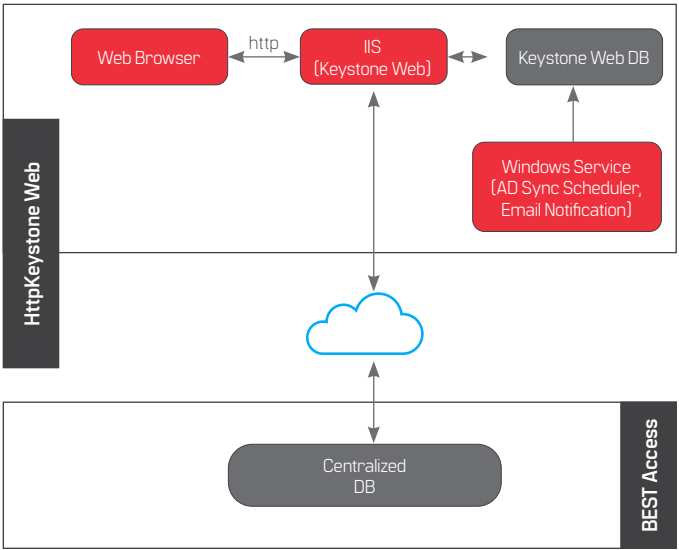 Web Browser
http
IIS
(Keystone Web)
Keystone Web DB
Windows Service
(AD Sync Scheduler,
Email Notification)
HttpKeystone Web
Centralized
DB
BEST Access